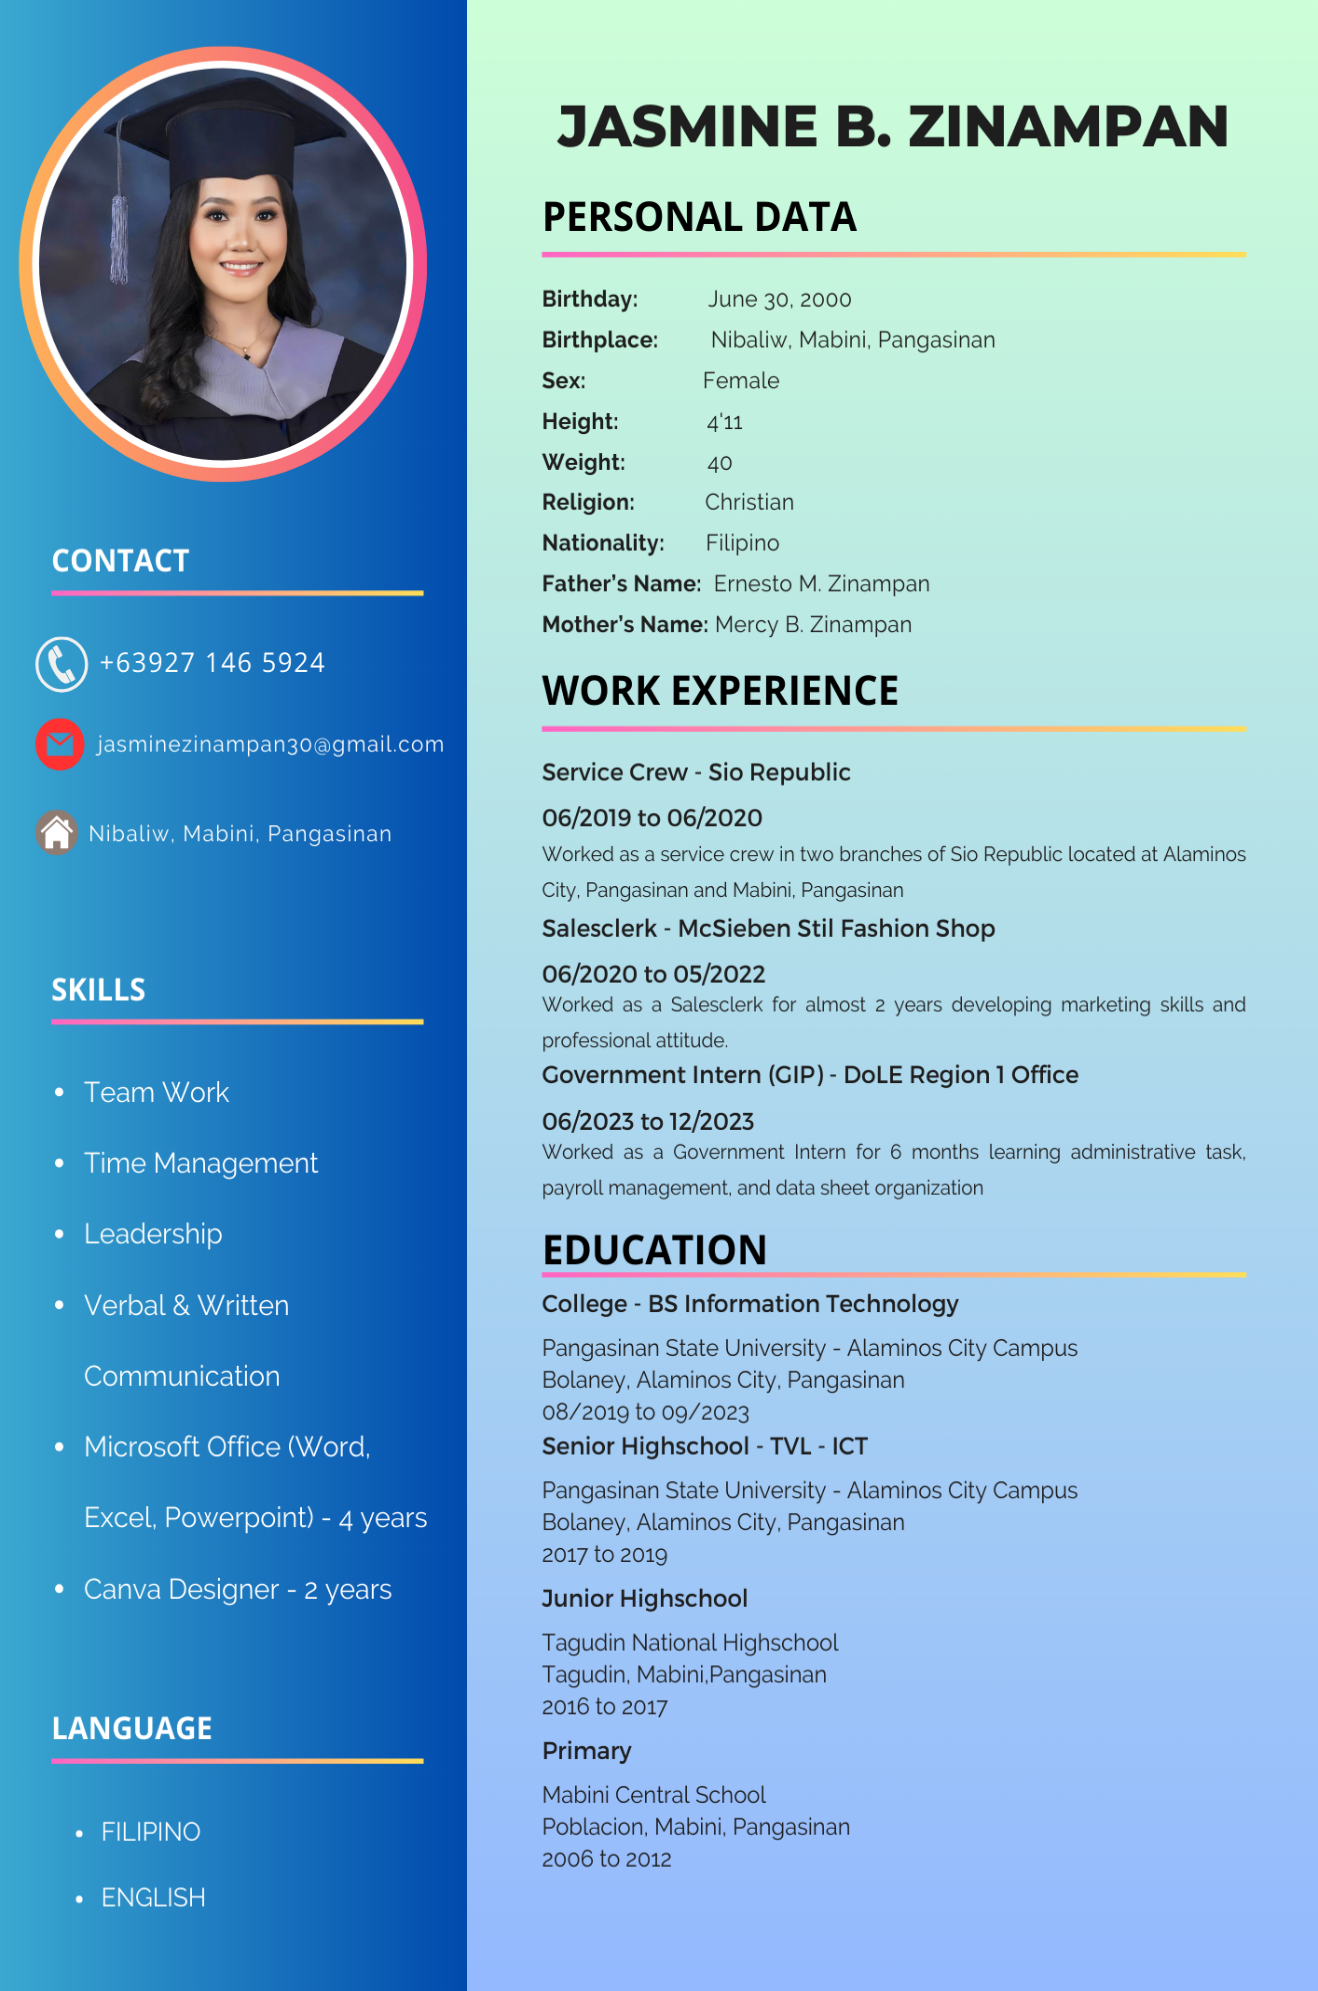 JASMINE B. ZINAMPAN
PERSONAL DATA
Birthday: June 30, 2000
Birthplace: Nibaliw, Mabini, Pangasinan
Sex: Female
Height: 4'11
Weight: 40
Religion: Christian
Nationality: Filipino
Father's Name: Ernesto M. Zinampan
Mother's Name: Mercy B. Zinampan
WORK EXPERIENCE
Service Crew - Sio Republic
06/2019 to 06/2020
Worked as a service crew in two branches of Sio Republic located at Alaminos
City, Pangasinan and Mabini, Pangasinan
Salesclerk - McSieben Stil Fashion Shop
06/2020 to 05/2022
Worked as a Salesclerk for almost 2 years developing marketing skills and
professional attitude.
Government Intern (GIP) - DoLE Region 1 Office
06/2023 to 12/2023
Worked as a Government Intern for 6 months learning administrative task,
payroll management, and data sheet organization
EDUCATION
College - BS Information Technology
Pangasinan State University - Alaminos City Campus
Bolaney, Alaminos City, Pangasinan
08/2019 to 09/2023
Senior Highschool - TVL - ICT
Pangasinan State University - Alaminos City Campus
Bolaney, Alaminos City, Pangasinan
2017 to 2019
Junior Highschool
Tagudin National Highschool
Tagudin, Mabini,Pangasinan
2016 to 2017
Primary
Mabini Central School
Poblacion, Mabini, Pangasinan
2006 to 2012
CONTACT
+63927 146 5924
jasminezinampan30@gmail.com
Nibaliw, Mabini, Pangasinan
SKILLS
• Team Work
• Time Management
• Leadership
• Verbal & Written
Communication
• Microsoft Office (Word,
Excel, Powerpoint) - 4 years
• Canva Designer - 2 years
LANGUAGE
• FILIPINO
• ENGLISH